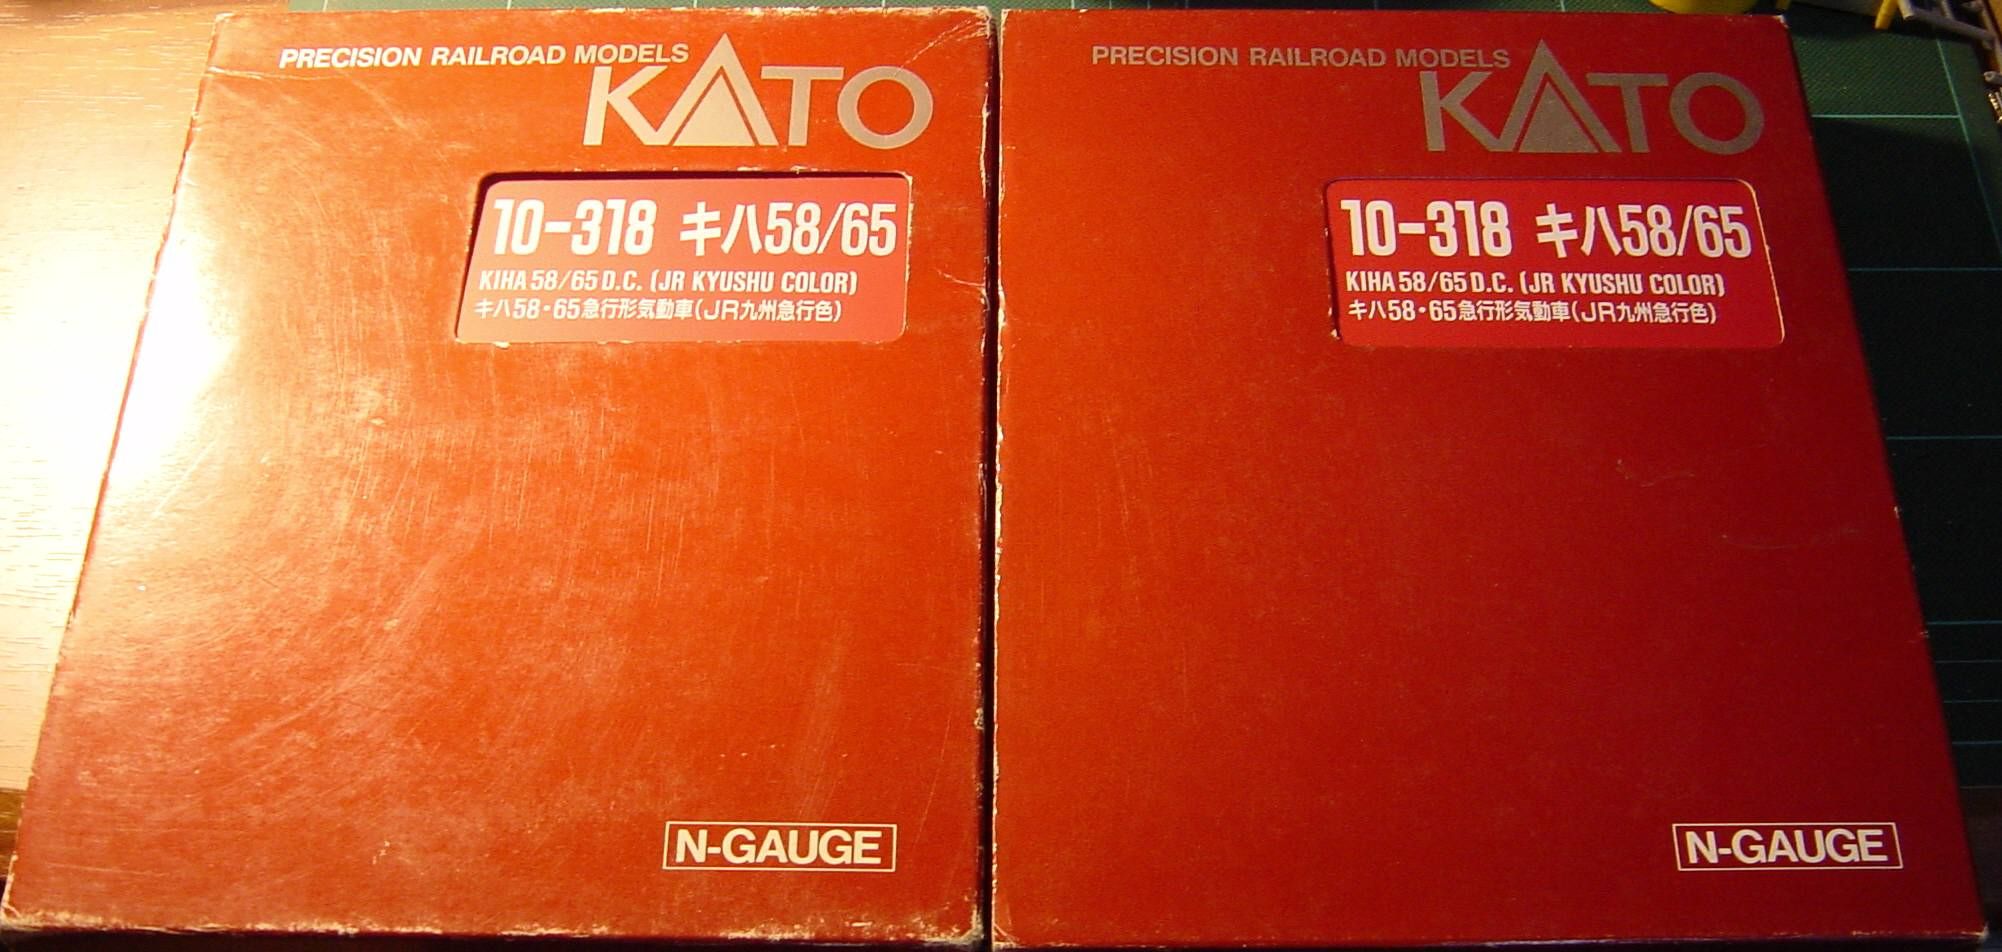 PRECISION RAILROAD MODELS
KATO
10-318 キハ58/65
KIHA 58/65 D.C. (JR KYUSHU COLOR)
キハ58・65急行形気動車(JR九州急行色)
N-GAUGE
PRECISION RAILROAD MODELS
KATO
10-318 キハ58/65
KIHA 58/65 D.C. (JR KYUSHU COLOR)
キハ58・65急行形気動車(JR九州急行色)
N-GAUGE